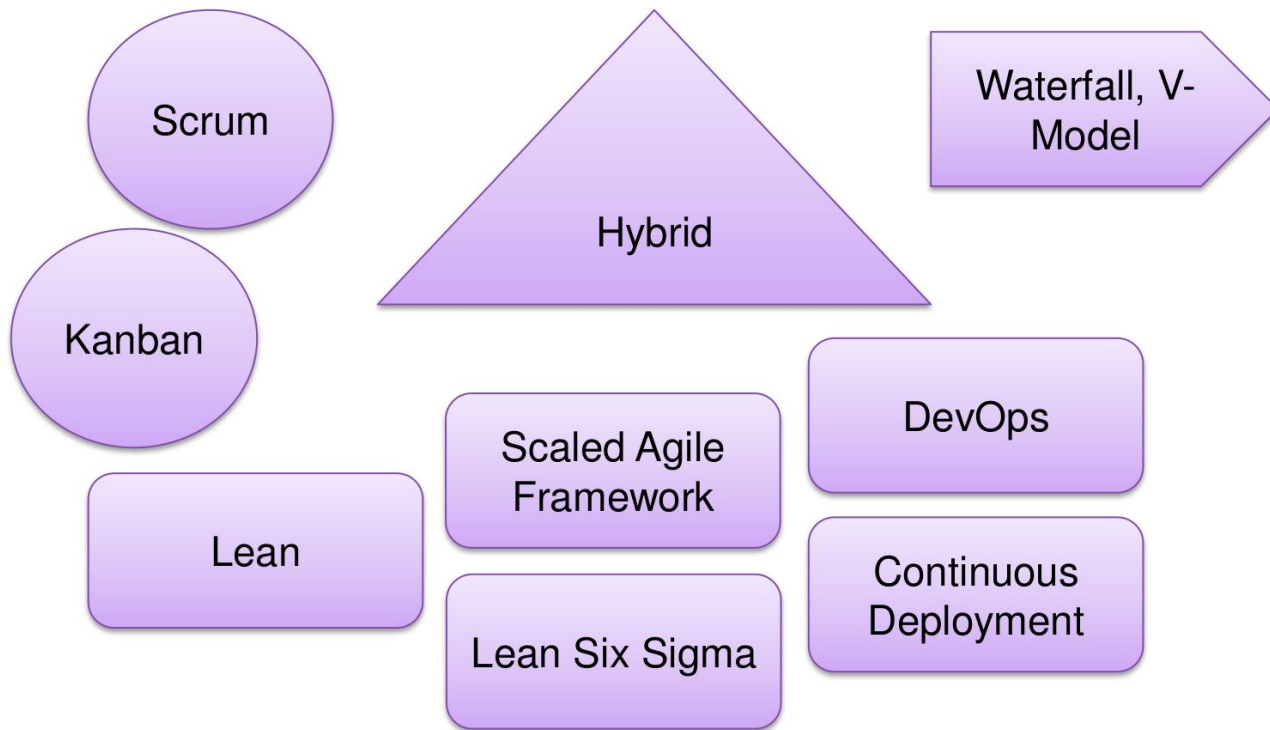 Scrum
Waterfall, V-
Model
Hybrid
Kanban
DevOps
Scaled Agile
Framework
Lean
Continuous
Deployment
Lean Six Sigma